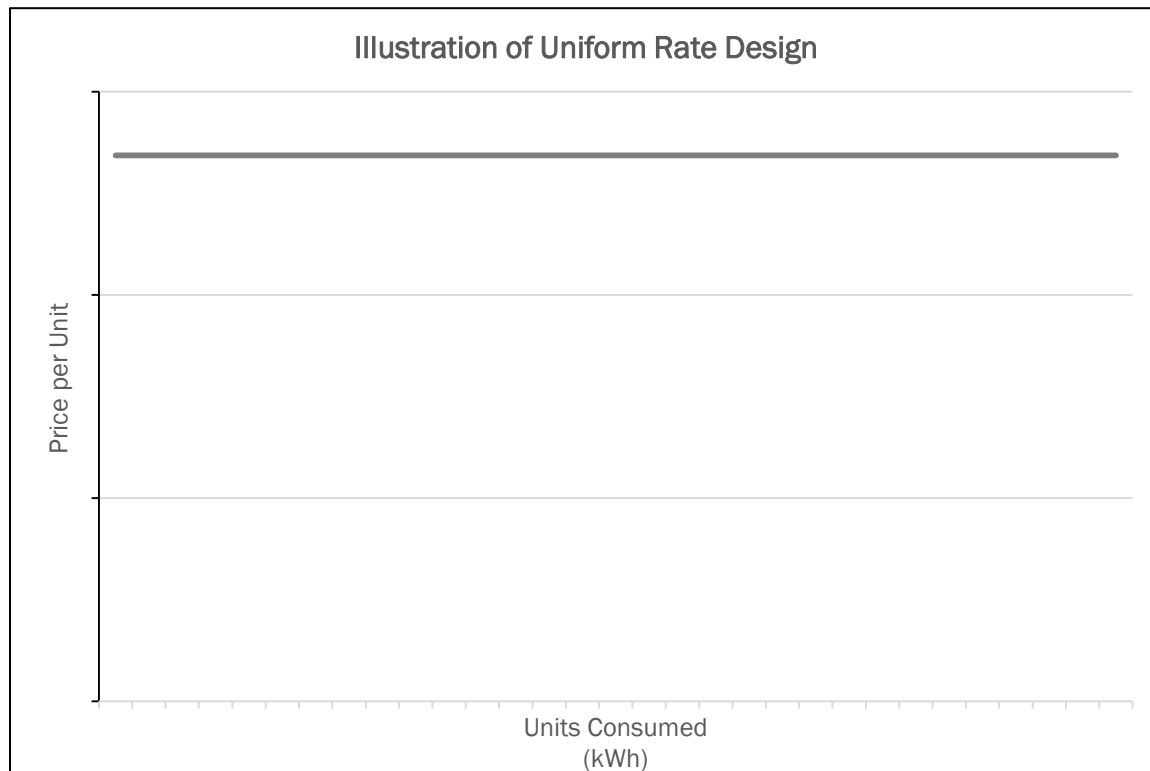 Illustration of Uniform Rate Design
Price per Unit
Units Consumed
(kWh)